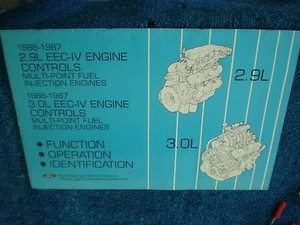 1986-1987
2.9L EEC-IV ENGINE
CONTROLS
MULTI-POINT FUEL
INJECTION ENGINES
2.9L
1986-1987
3.0L EEC-IV ENGINE
CONTROLS
MULTI-POINT FUEL
INJECTION ENGINES
3.0L
• FUNCTION
• OPERATION
• IDENTIFICATION